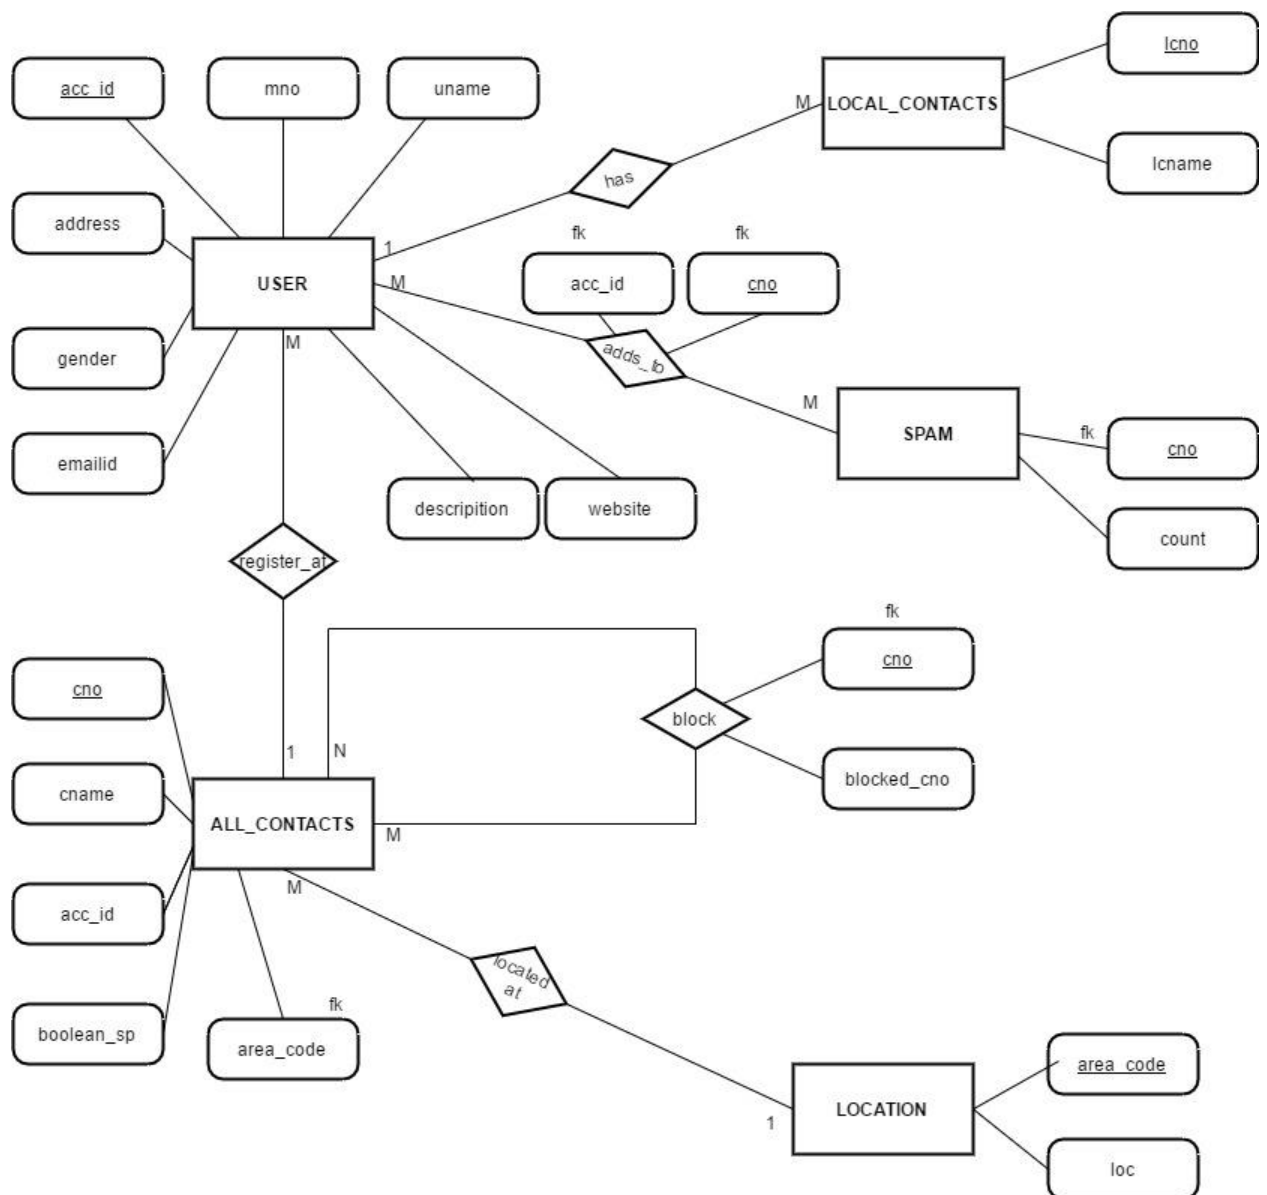 lcno
acc_id
mno
uname
LOCAL_CONTACTS
M
lcname
has
address
fk
fk
1
USER
M
acc_id
cno
M
adds_to
gender
M
SPAM
fk
cno
emailid
descripition
website
count
register_at
fk
cno
cno
block
1
N
blocked_cno
cname
ALL_CONTACTS
M
M
acc_id
located
at
fk
boolean_sp
area_code
area_code
LOCATION
1
loc